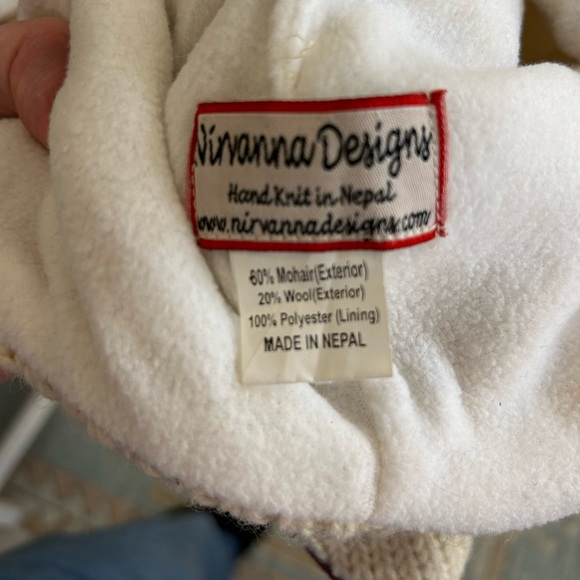 Nirvanna Designs
Hand Knit in Nepal
www.nirvannadesigns.com
60% Mohair(Exterior)
20% Wool(Exterior)
100% Polyester (Lining)
MADE IN NEPAL